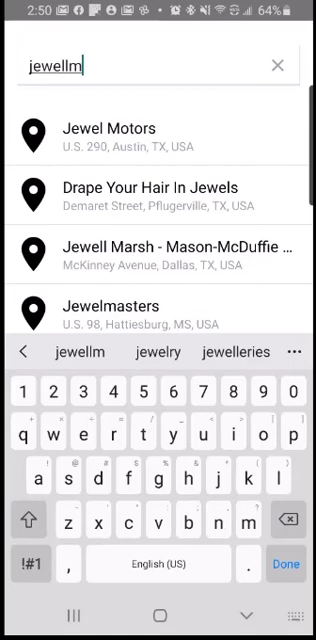 2:50
64%
jewellm
Jewel Motors
U.S. 290, Austin, TX, USA
Drape Your Hair In Jewels
Demaret Street, Pflugerville, TX, USA
Jewell Marsh - Mason-McDuffie ...
McKinney Avenue, Dallas, TX, USA
Jewelmasters
U.S. 98, Hattiesburg, MS, USA
jewellm jewelry jewelleries
1 2 3 4 5 6 7 8 9 0
q w e r t y u i o p
a s d f g h j k l
z x c v b n m
!#1 , English (US) . Done